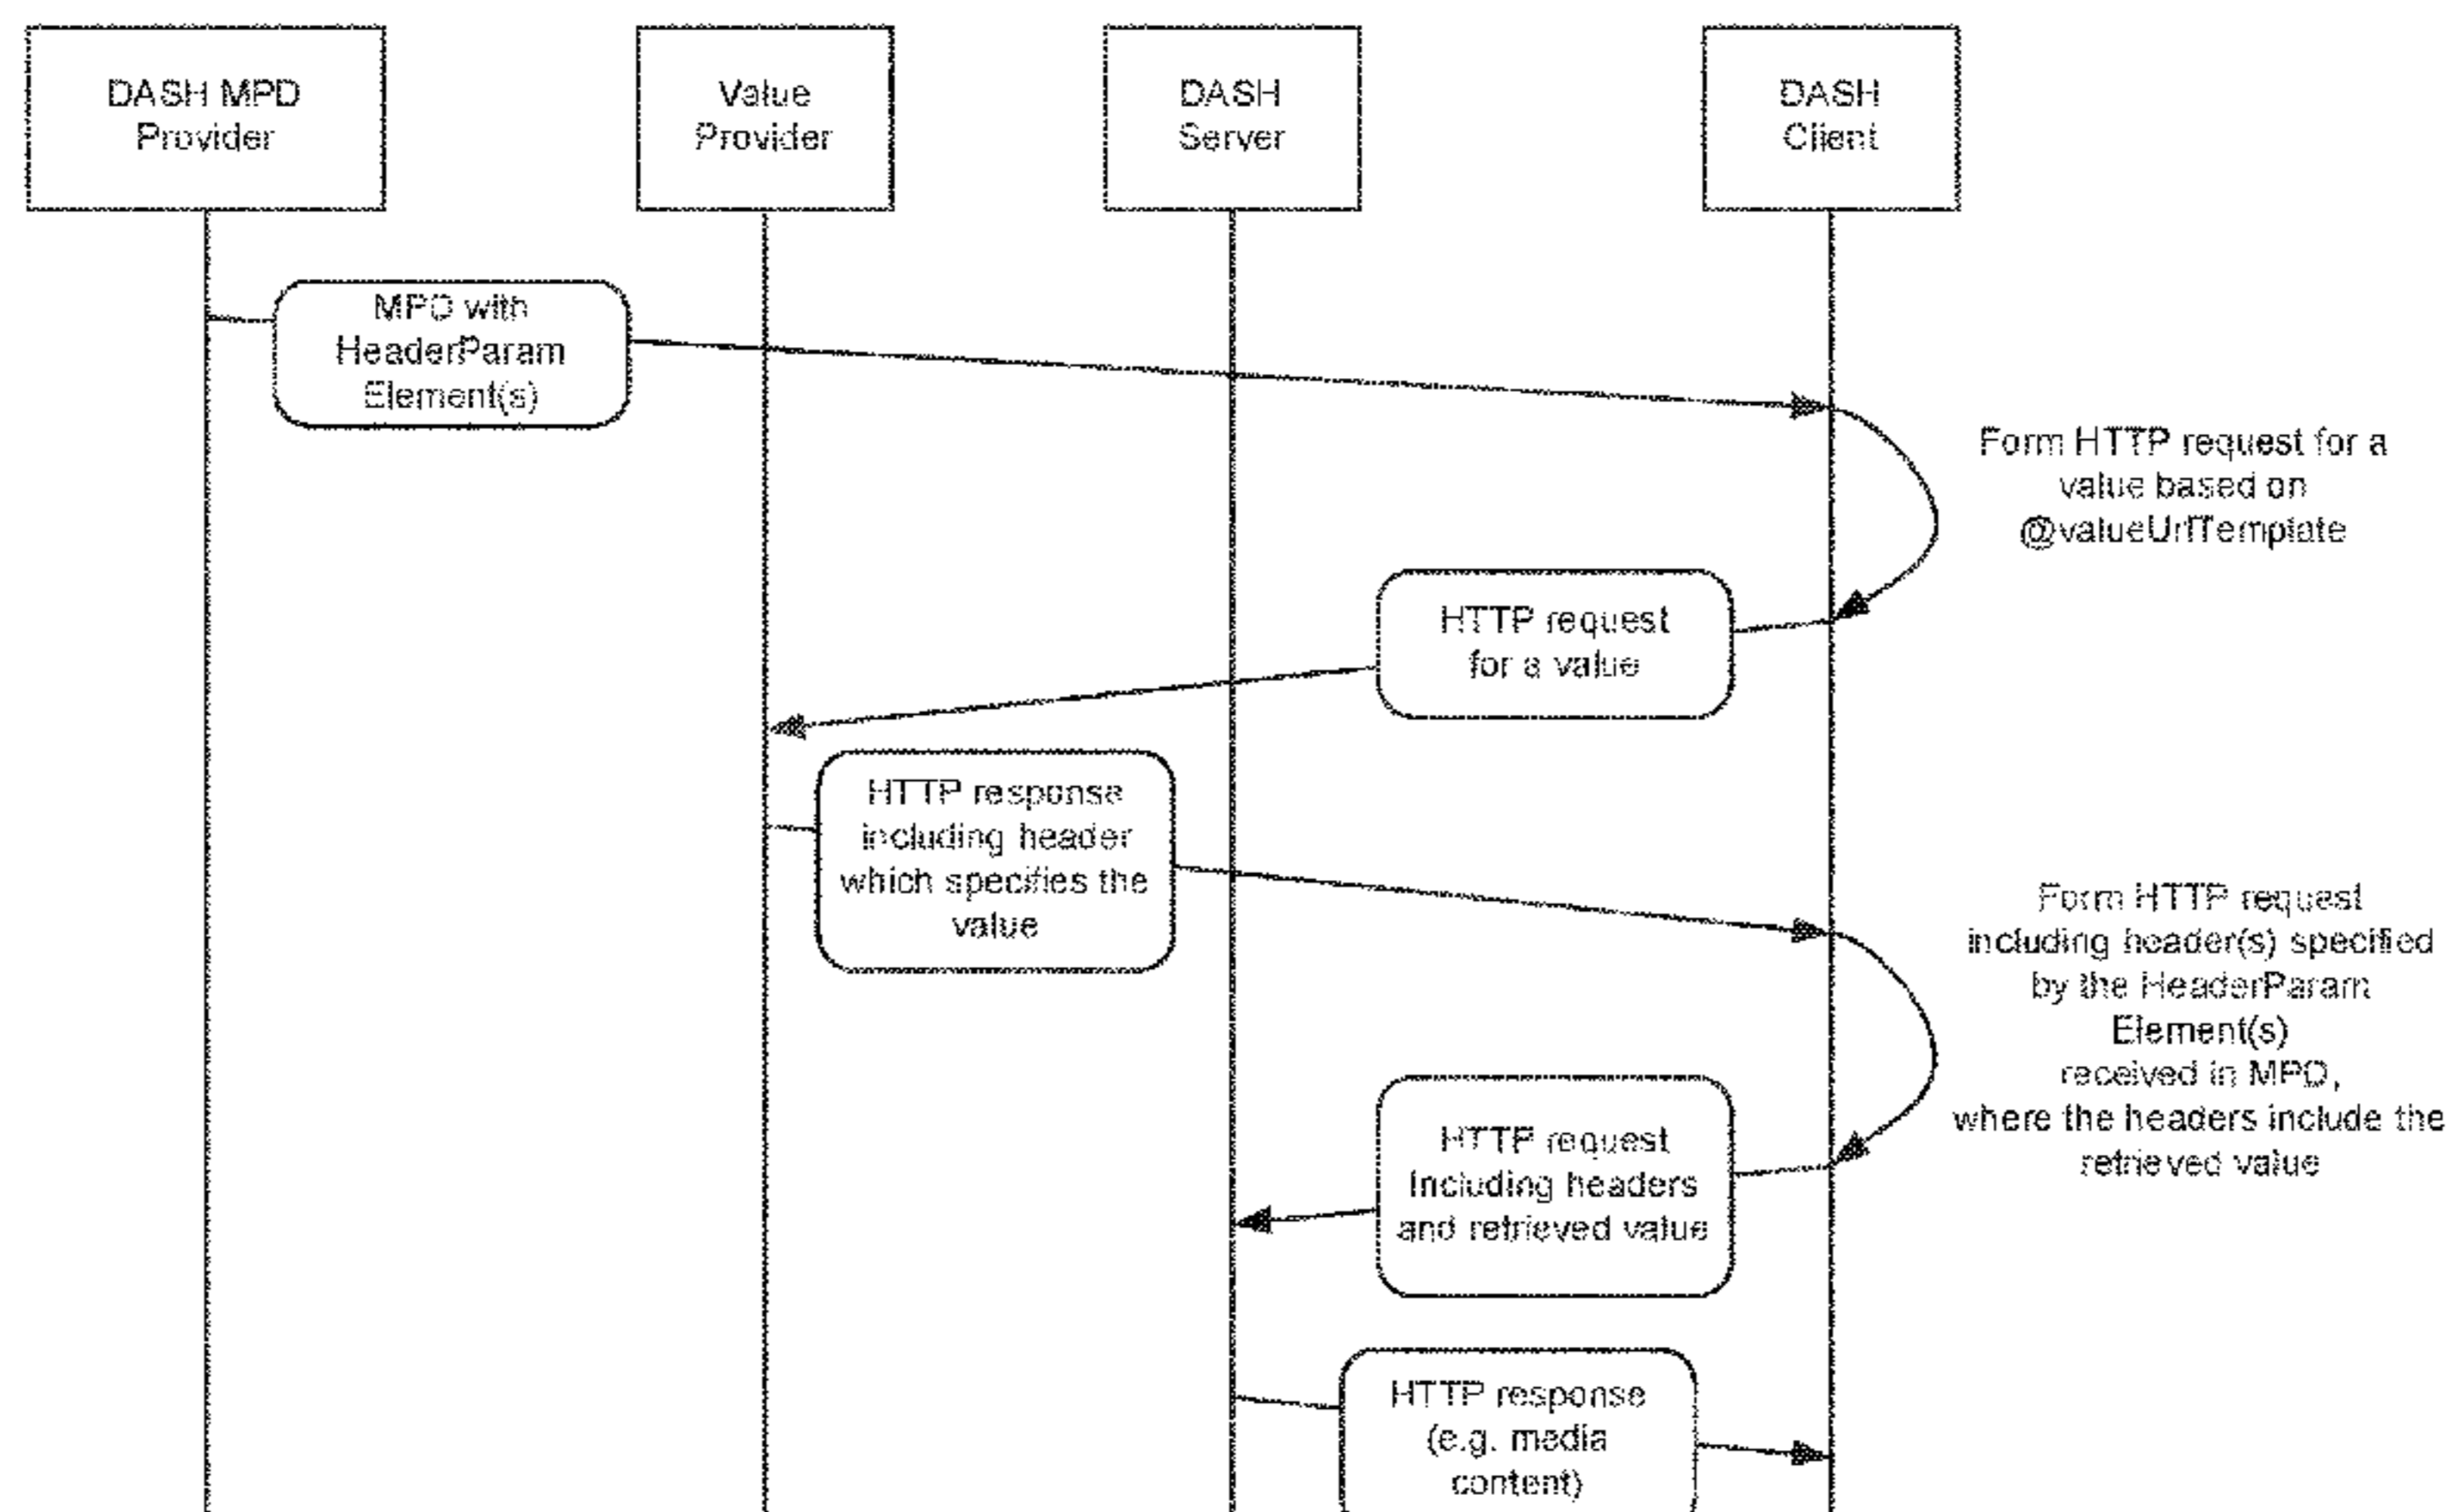 DASH MPD
Provider
Value
Provider
DASH
Server
DASH
Client
MPD with
HeaderParam
Element(s)
Form HTTP request for a
value based on
@valueUrlTemplate
HTTP request
for a value
HTTP response
including header
which specifies the
value
Form HTTP request
including header(s) specified
by the HeaderParam
Element(s)
received in MPD,
where the headers include the
retrieved value
HTTP request
including headers
and retrieved value
HTTP response
(e.g. media
content)